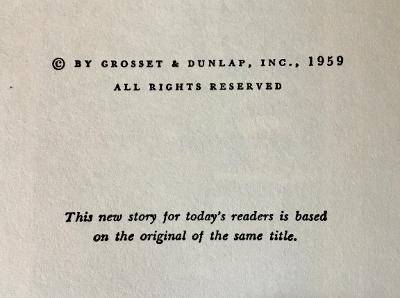 © BY GROSSET & DUNLAP, INC., 1959
ALL RIGHTS RESERVED
This new story for today's readers is based
on the original of the same title.